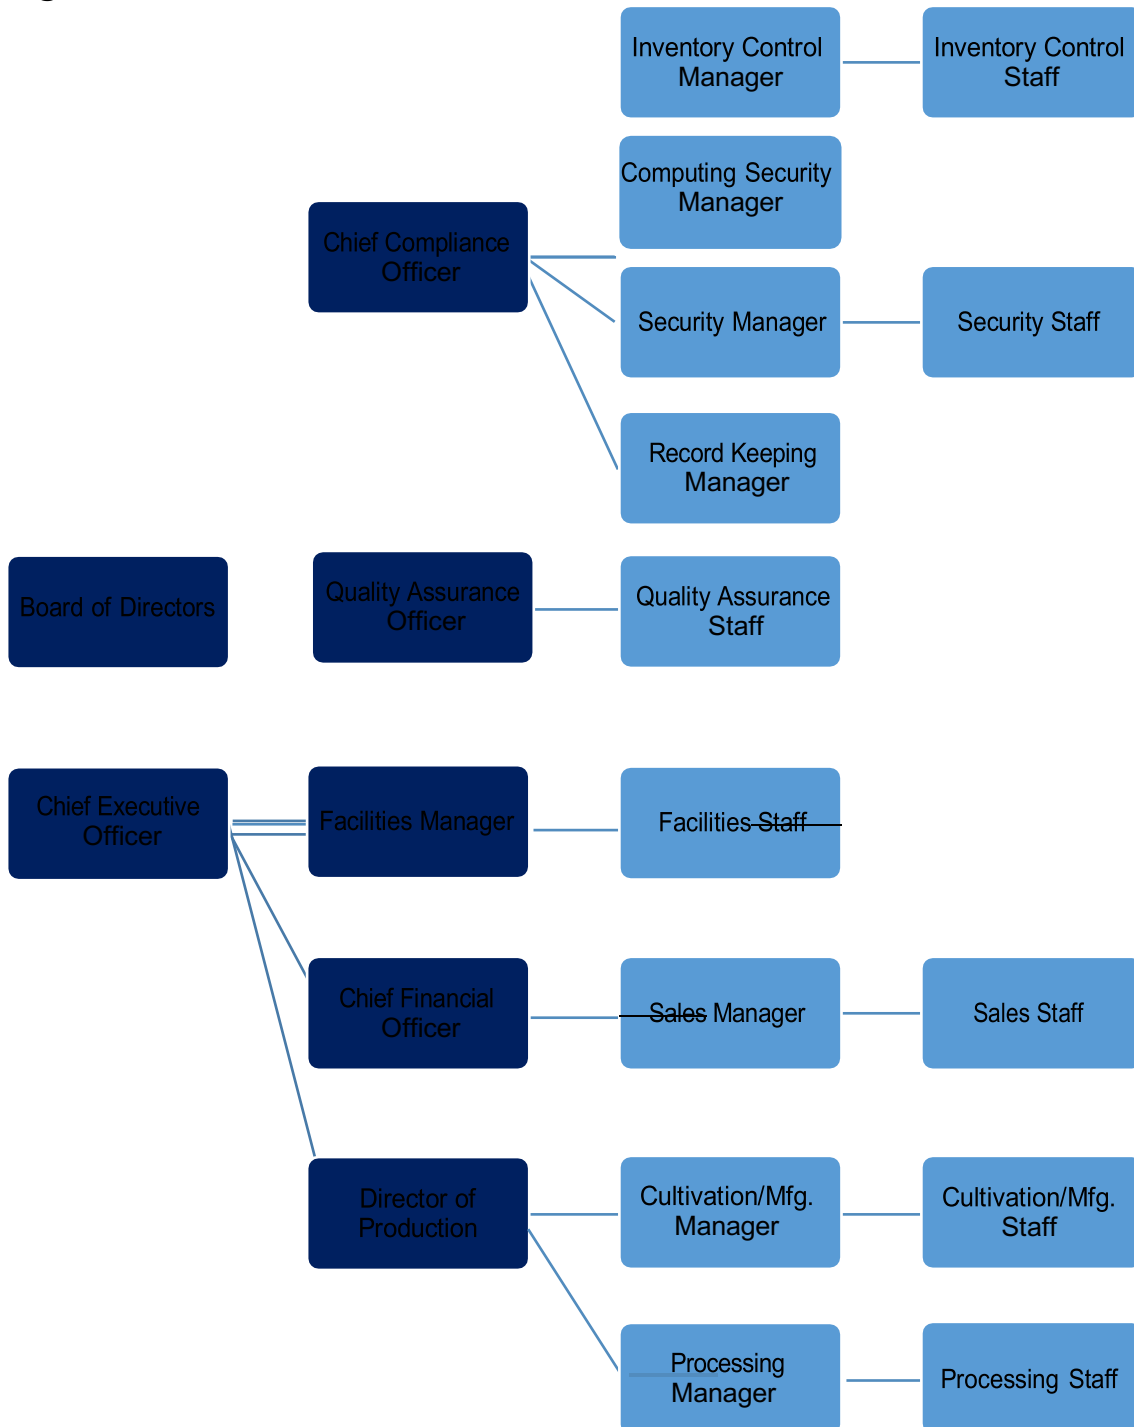 Inventory Control
Manager
Inventory Control
Staff
Computing Security
Manager
Chief Compliance
Officer
Security Manager
Security Staff
Record Keeping
Manager
Board of Directors
Quality Assurance
Officer
Quality Assurance
Staff
Chief Executive
Officer
Facilities Manager
Facilities Staff
Chief Financial
Officer
Sales Manager
Sales Staff
Director of
Production
Cultivation/Mfg.
Manager
Cultivation/Mfg.
Staff
Processing
Manager
Processing Staff